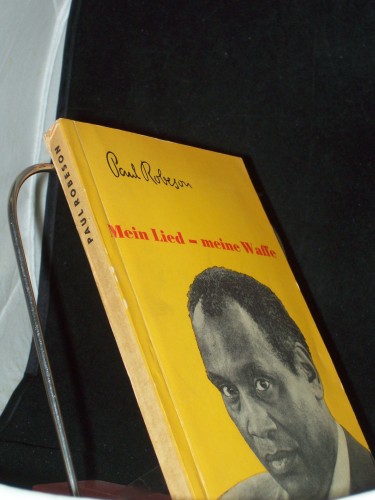 PAUL ROBESON
Paul Robeson
Mein Lied – meine Waffe